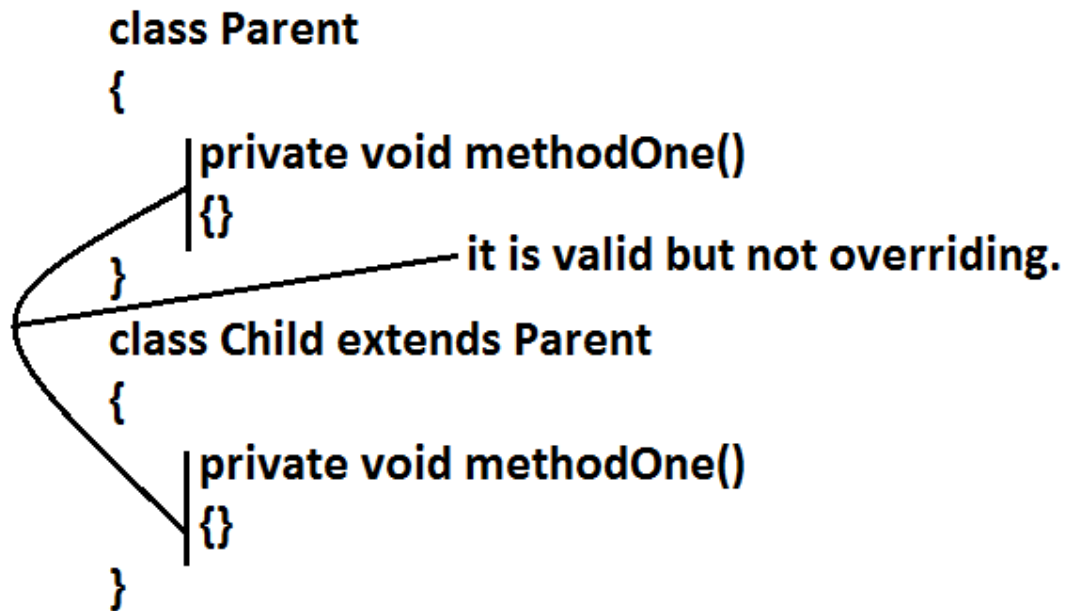 class Parent
{
private void methodOne()
{}
it is valid but not overriding.
}
class Child extends Parent
{
private void methodOne()
{}
}